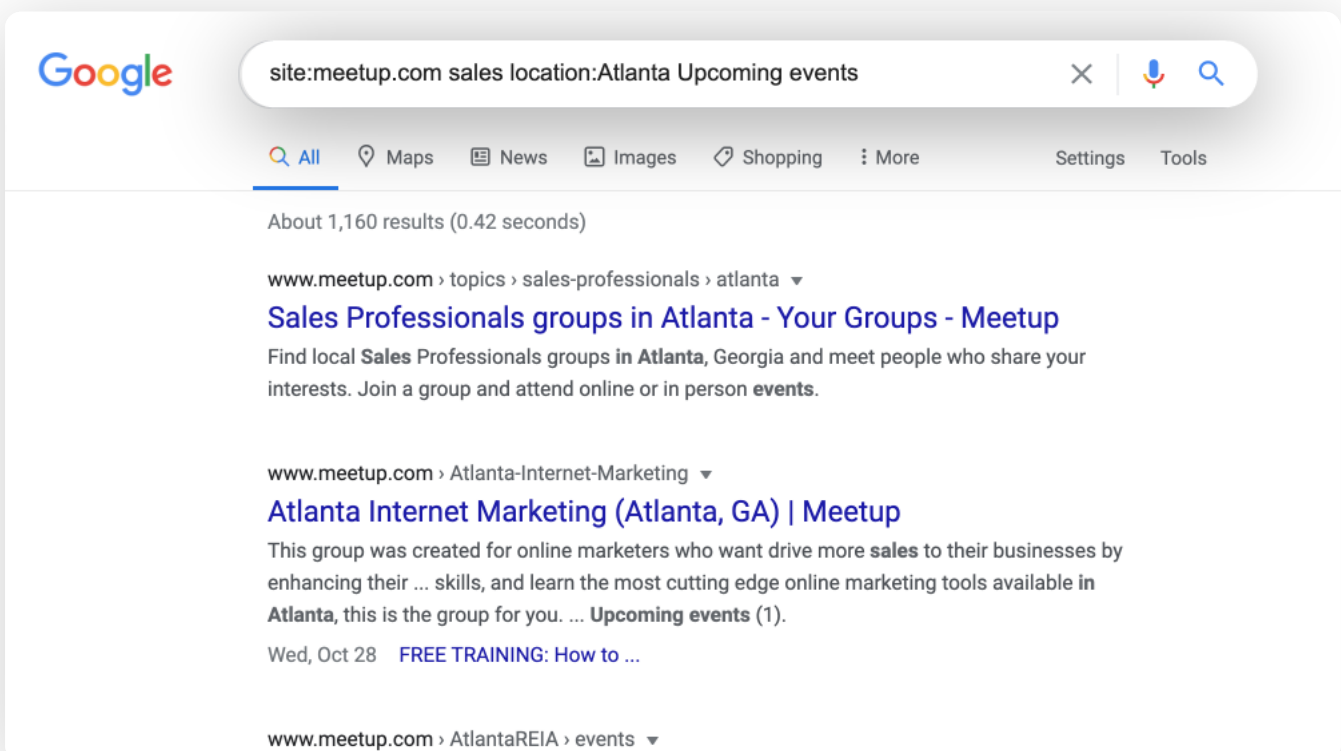 Google
site:meetup.com sales location:Atlanta Upcoming events
All Maps News Images Shopping More Settings Tools
About 1,160 results (0.42 seconds)
www.meetup.com › topics › sales-professionals › atlanta
Sales Professionals groups in Atlanta - Your Groups - Meetup
Find local Sales Professionals groups in Atlanta, Georgia and meet people who share your
interests. Join a group and attend online or in person events.
www.meetup.com › Atlanta-Internet-Marketing
Atlanta Internet Marketing (Atlanta, GA) | Meetup
This group was created for online marketers who want drive more sales to their businesses by
enhancing their ... skills, and learn the most cutting edge online marketing tools available in
Atlanta, this is the group for you. ... Upcoming events (1).
Wed, Oct 28 FREE TRAINING: How to ...
www.meetup.com › AtlantaREIA › events